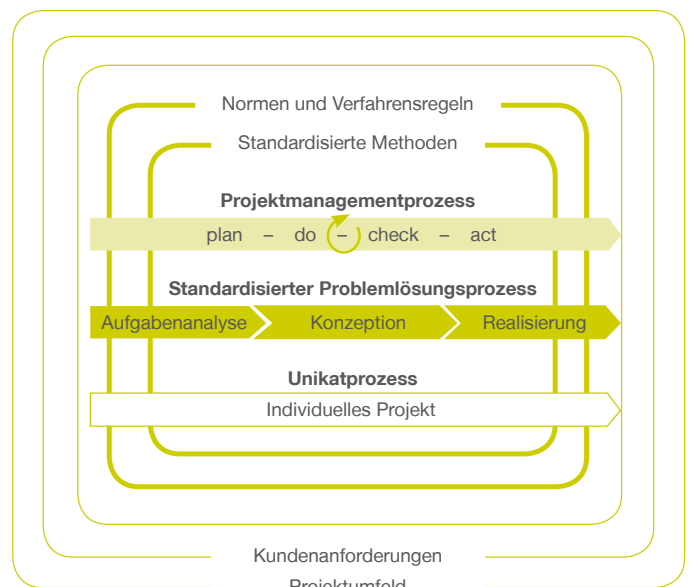 Normen und Verfahrensregeln
Standardisierte Methoden
Projektmanagementprozess
plan – do – check – act
Standardisierter Problemlösungsprozess
Aufgabenanalyse Konzeption Realisierung
Unikatprozess
Individuelles Projekt
Kundenanforderungen
Projektumfeld